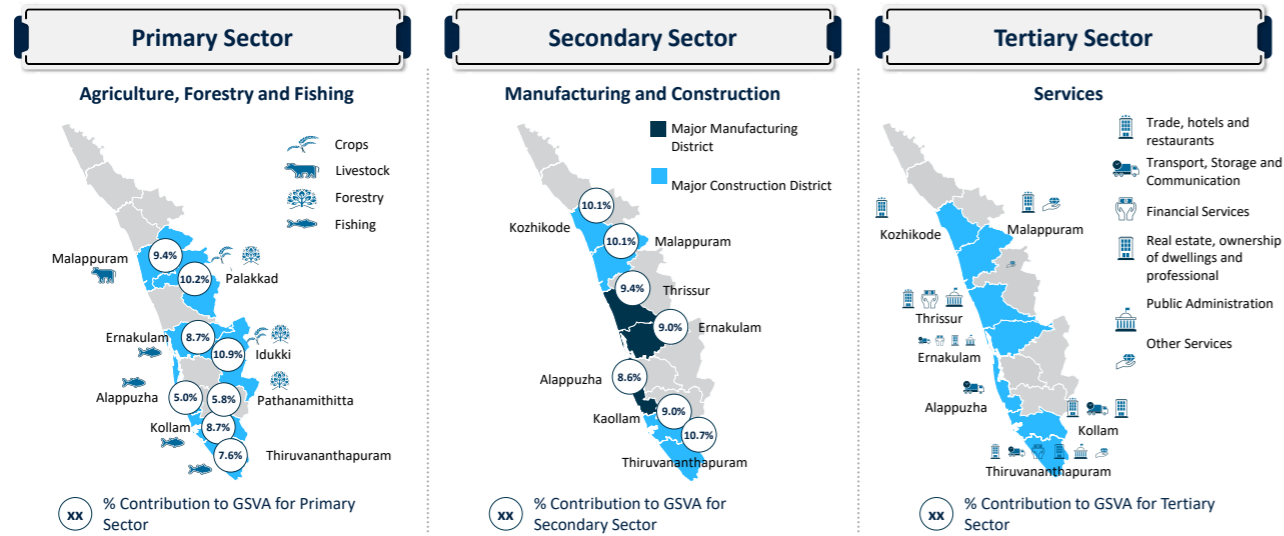 Primary Sector
Secondary Sector
Tertiary Sector
Agriculture, Forestry and Fishing
Crops
Livestock
Forestry
Fishing
9.4%
Malappuram
10.2%
Palakkad
Ernakulam
8.7%
10.9%
Idukki
Alappuzha
5.0%
5.8%
Pathanamithitta
Kollam
8.7%
7.6%
Thiruvananthapuram
xx
% Contribution to GSVA for Primary
Sector
Manufacturing and Construction
Major Manufacturing
District
Major Construction District
10.1%
Kozhikode
10.1%
Malappuram
9.4%
Thrissur
9.0%
Ernakulam
Alappuzha
8.6%
Kaollam
9.0%
10.7%
Thiruvananthapuram
xx
% Contribution to GSVA for
Secondary Sector
Services
Trade, hotels and
restaurants
Transport, Storage and
Communication
Financial Services
Real estate, ownership
of dwellings and
professional
Public Administration
Other Services
Kozhikode
Malappuram
Thrissur
Ernakulam
Alappuzha
Kollam
Thiruvananthapuram
xx
% Contribution to GSVA for Tertiary
Sector